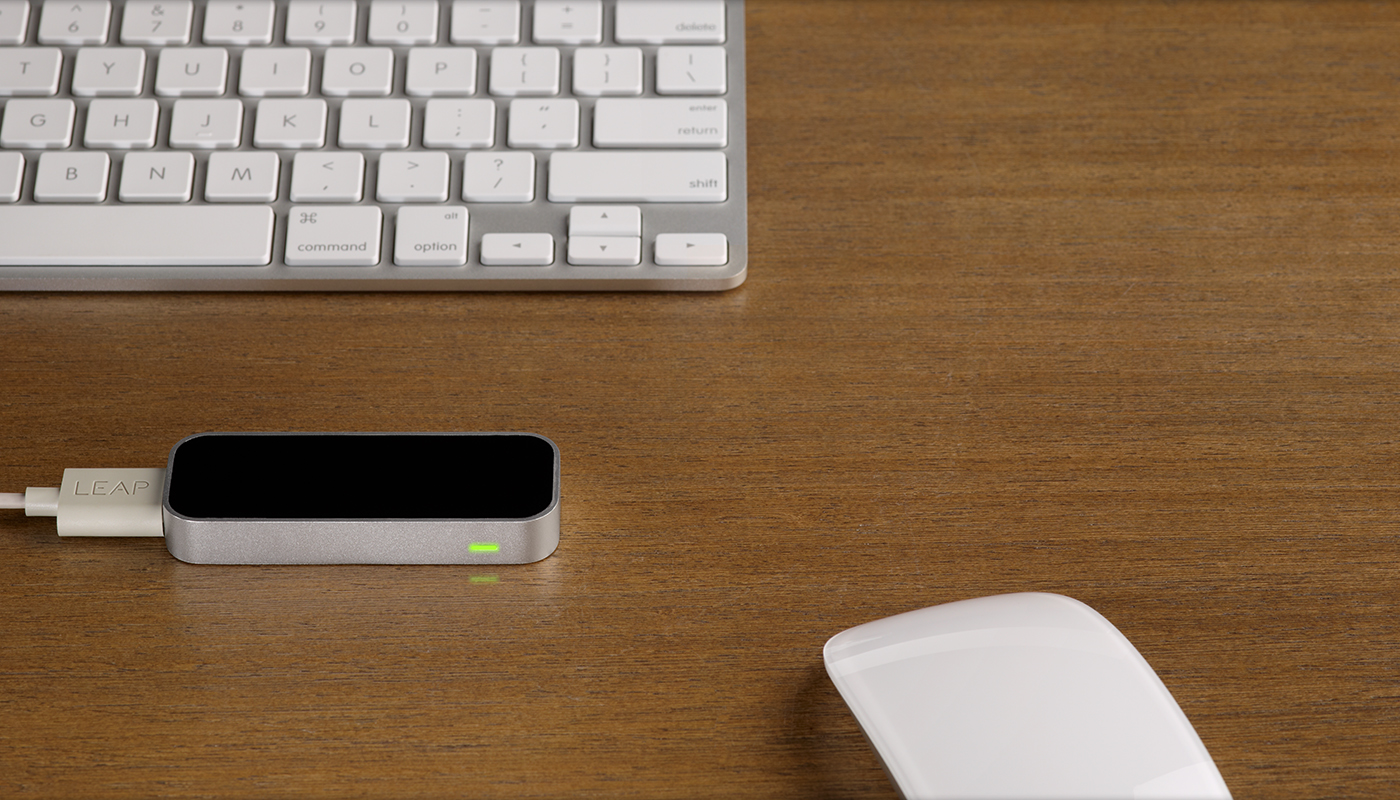 ^ & * ( ) _ +
6 7 8 9 0 - = delete
T Y U I O P { [ } ] | \
G H J K L : ; " ' enter return
B N M < , > . ? / shift
⌘ alt ▲
command option ◄ ▼ ►
LEAP